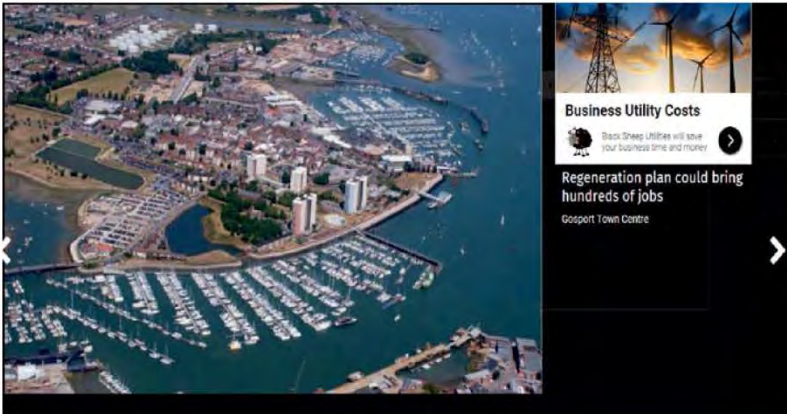 Business Utility Costs
Black Sheep Utilities will save
your business time and money
Regeneration plan could bring
hundreds of jobs
Gosport Town Centre